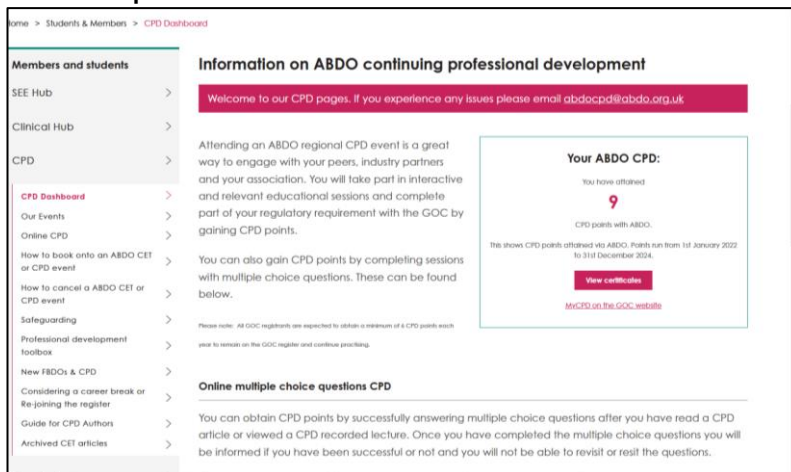 ome > Students & Members > CPD Dashboard
Members and students
SEE Hub >
Clinical Hub >
CPD >
CPD Dashboard >
Our Events >
Online CPD >
How to book onto an ABDO CET >
or CPD event
How to cancel a ABDO CET or >
CPD event
Safeguarding >
Professional development >
toolbox
New FBDOs & CPD >
Considering a career break or >
Re-joining the register
Guide for CPD Authors >
Archived CET articles >
Information on ABDO continuing professional development
Welcome to our CPD pages. If you experience any issues please email abdocpd@abdo.org.uk
Attending an ABDO regional CPD event is a great
way to engage with your peers, industry partners
and your association. You will take part in interactive
and relevant educational sessions and complete
part of your regulatory requirement with the GOC by
gaining CPD points.
You can also gain CPD points by completing sessions
with multiple choice questions. These can be found
below.
Please note: All GOC registrants are expected to obtain a minimum of 6 CPD points each
year to remain on the GOC register and continue practising.
Your ABDO CPD:
You have attained
9
CPD points with ABDO.
This shows CPD points attained via ABDO. Points run from 1st January 2022
to 31st December 2024.
View certificates
MyCPD on the GOC website
Online multiple choice questions CPD
You can obtain CPD points by successfully answering multiple choice questions after you have read a CPD
article or viewed a CPD recorded lecture. Once you have completed the multiple choice questions you will
be informed if you have been successful or not and you will not be able to revisit or resit the questions.